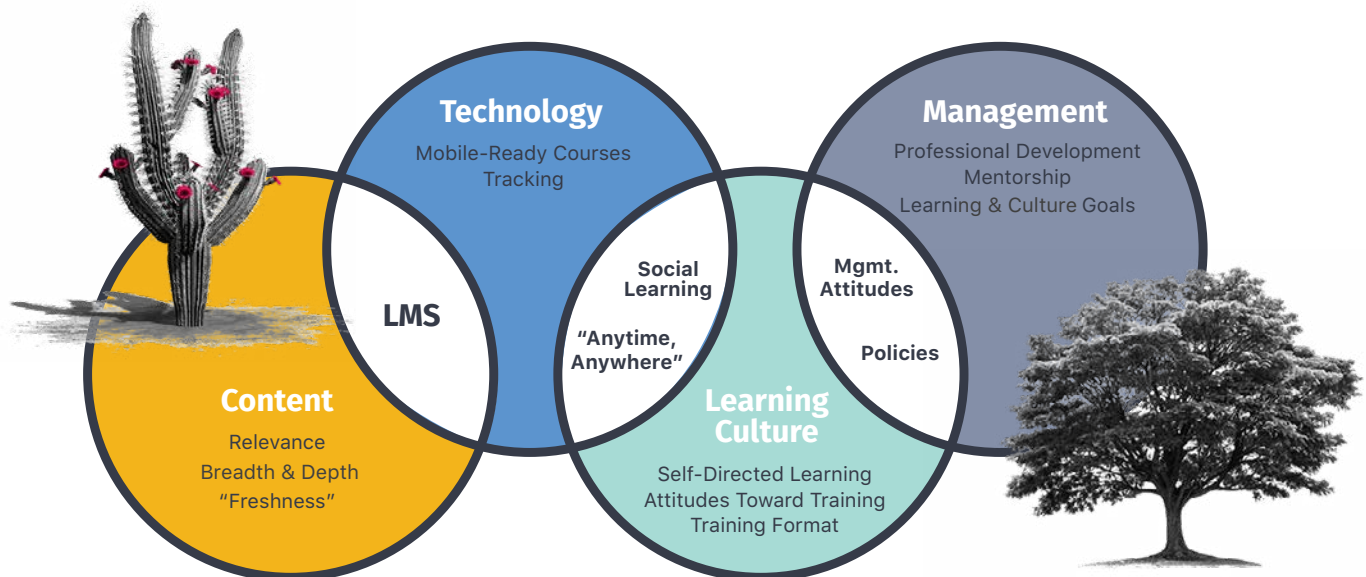 Technology
Mobile-Ready Courses
Tracking
Management
Professional Development
Mentorship
Learning & Culture Goals
LMS
Social
Learning
“Anytime,
Anywhere”
Mgmt.
Attitudes
Policies
Content
Relevance
Breadth & Depth
“Freshness”
Learning
Culture
Self-Directed Learning
Attitudes Toward Training
Training Format